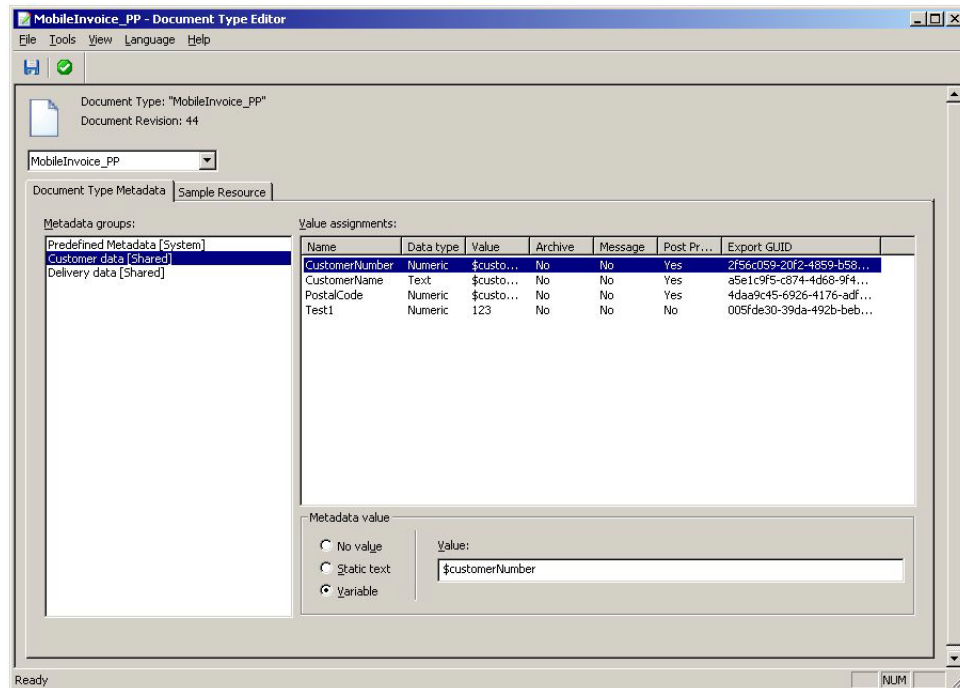 MobileInvoice_PP - Document Type Editor
File Tools View Language Help
Document Type: "MobileInvoice_PP"
Document Revision: 44
MobileInvoice_PP
Document Type Metadata Sample Resource
Metadata groups:
Predefined Metadata [System]
Customer data [Shared]
Delivery data [Shared]
Value assignments:
Name Data type Value Archive Message Post Pr... Export GUID
CustomerNumber Numeric $custo... No No Yes 2f56c059-20f2-4859-b58...
CustomerName Text $custo... No No Yes a5e1c9f5-c874-4d68-9f4...
PostalCode Numeric $custo... No No Yes 4daa9c45-6926-4176-adf...
Test1 Numeric 123 No No No 005fde30-39da-492b-beb...
Metadata value
No value
Static text
Variable
Value:
$customerNumber
Ready NUM